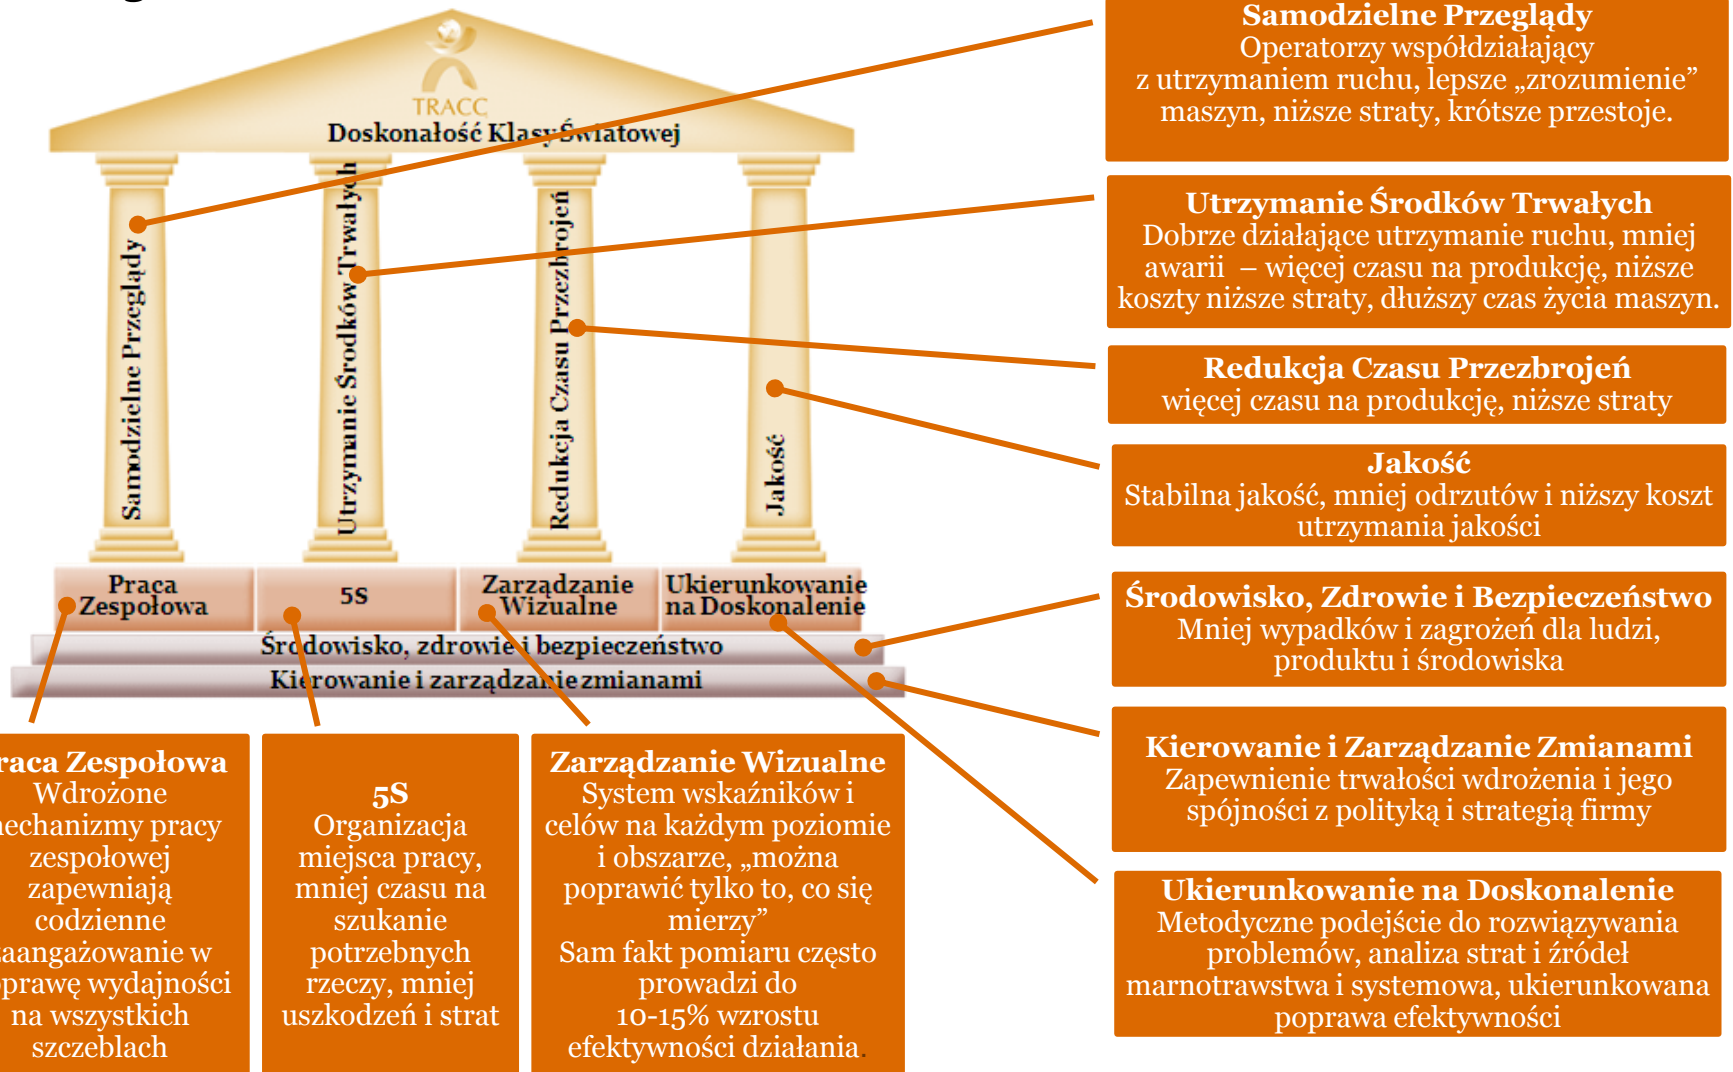 TRACC
Doskonałość Klasy Światowej
Samodzielne Przeglądy
Utrzymanie Środków Trwałych
Redukcja Czasu Przezbrojeń
Jakość
Praca
Zespołowa
5S
Zarządzanie
Wizualne
Ukierunkowanie
na Doskonalenie
Środowisko, zdrowie i bezpieczeństwo
Kierowanie i zarządzanie zmianami
Samodzielne Przeglądy
Operatorzy współdziałający
z utrzymaniem ruchu, lepsze „zrozumienie”
maszyn, niższe straty, krótsze przestoje.
Utrzymanie Środków Trwałych
Dobrze działające utrzymanie ruchu, mniej
awarii – więcej czasu na produkcję, niższe
koszty niższe straty, dłuższy czas życia maszyn.
Redukcja Czasu Przezbrojeń
więcej czasu na produkcję, niższe straty
Jakość
Stabilna jakość, mniej odrzutów i niższy koszt
utrzymania jakości
Środowisko, Zdrowie i Bezpieczeństwo
Mniej wypadków i zagrożeń dla ludzi,
produktu i środowiska
Kierowanie i Zarządzanie Zmianami
Zapewnienie trwałości wdrożenia i jego
spójności z polityką i strategią firmy
Ukierunkowanie na Doskonalenie
Metodyczne podejście do rozwiązywania
problemów, analiza strat i źródeł
marnotrawstwa i systemowa, ukierunkowana
poprawa efektywności
raca Zespołowa
Wdrożone
echanizmy pracy
zespołowej
zapewniają
codzienne
zaangażowanie w
oprawę wydajności
na wszystkich
szczeblach
5S
Organizacja
miejsca pracy,
mniej czasu na
szukanie
potrzebnych
rzeczy, mniej
uszkodzeń i strat
Zarządzanie Wizualne
System wskaźników i
celów na każdym poziomie
i obszarze, „można
poprawić tylko to, co się
mierzy”
Sam fakt pomiaru często
prowadzi do
10-15% wzrostu
efektywności działania.